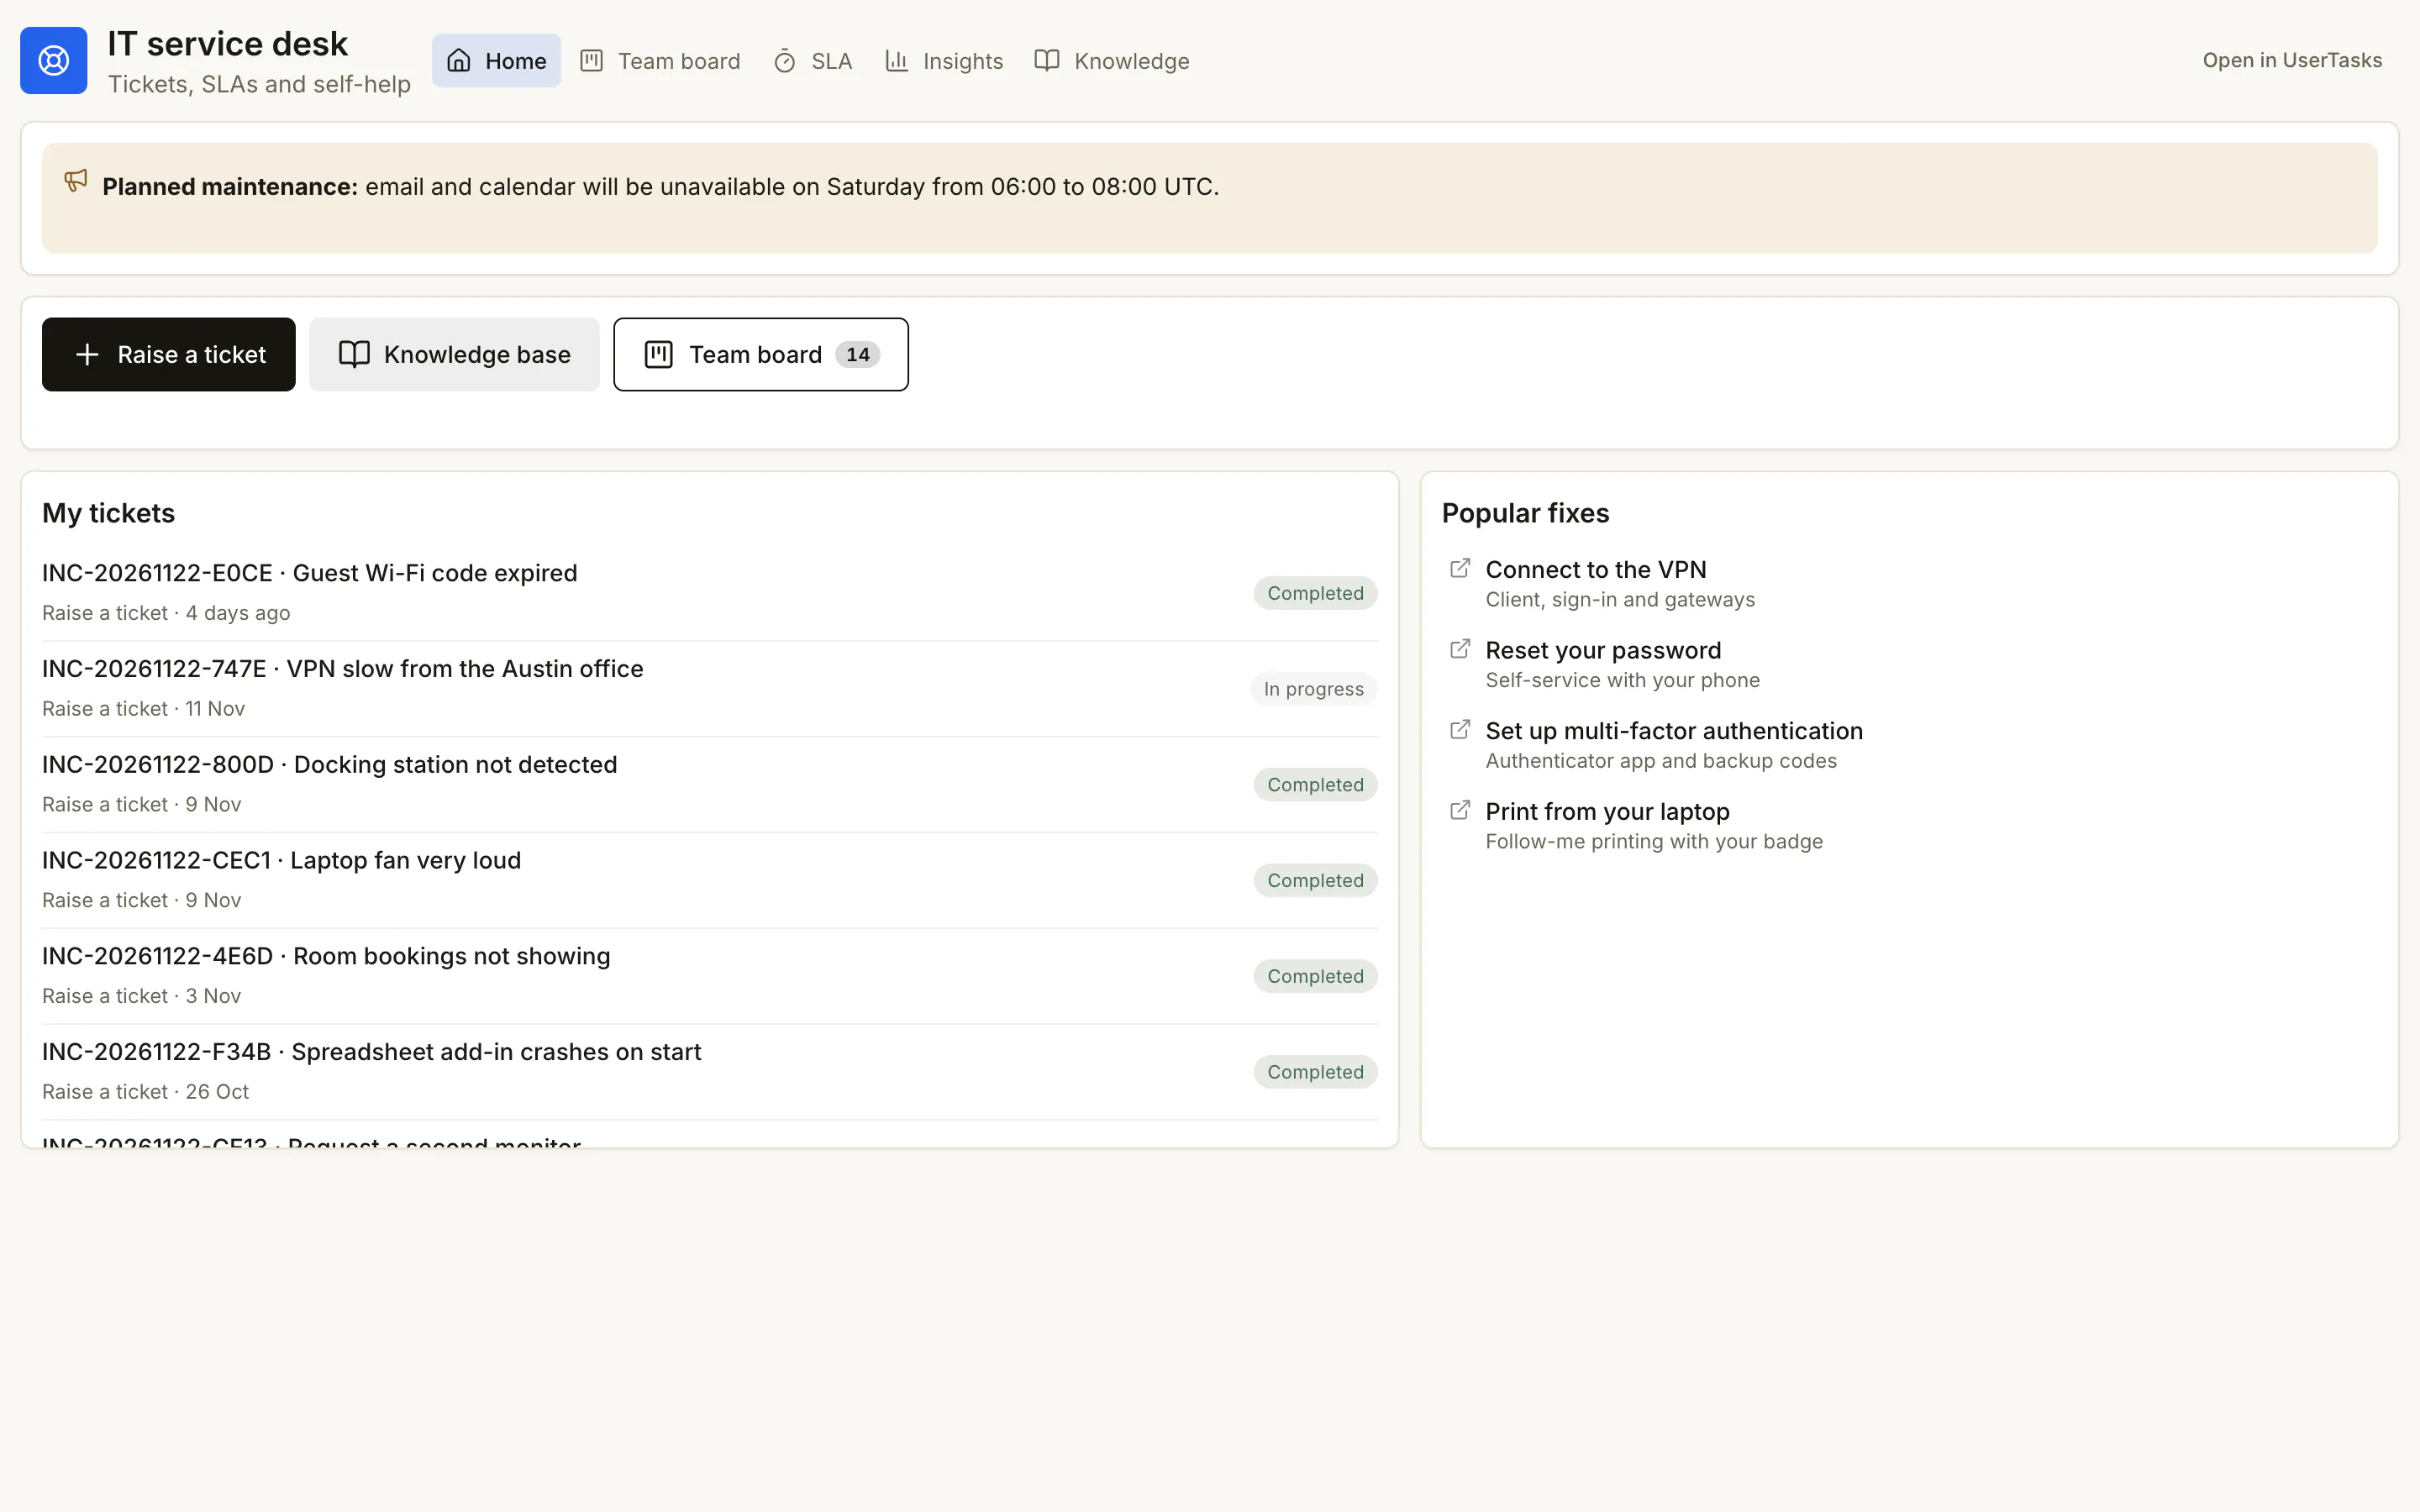 IT service desk
Tickets, SLAs and self-help
Home
Team board
SLA
Insights
Knowledge
Open in UserTasks
Planned maintenance: email and calendar will be unavailable on Saturday from 06:00 to 08:00 UTC.
Raise a ticket
Knowledge base
Team board 14
My tickets
INC-20261122-E0CE · Guest Wi-Fi code expired
Raise a ticket · 4 days ago
Completed
INC-20261122-747E · VPN slow from the Austin office
Raise a ticket · 11 Nov
In progress
INC-20261122-800D · Docking station not detected
Raise a ticket · 9 Nov
Completed
INC-20261122-CEC1 · Laptop fan very loud
Raise a ticket · 9 Nov
Completed
INC-20261122-4E6D · Room bookings not showing
Raise a ticket · 3 Nov
Completed
INC-20261122-F34B · Spreadsheet add-in crashes on start
Raise a ticket · 26 Oct
Completed
Request a second monitor
Popular fixes
Connect to the VPN
Client, sign-in and gateways
Reset your password
Self-service with your phone
Set up multi-factor authentication
Authenticator app and backup codes
Print from your laptop
Follow-me printing with your badge